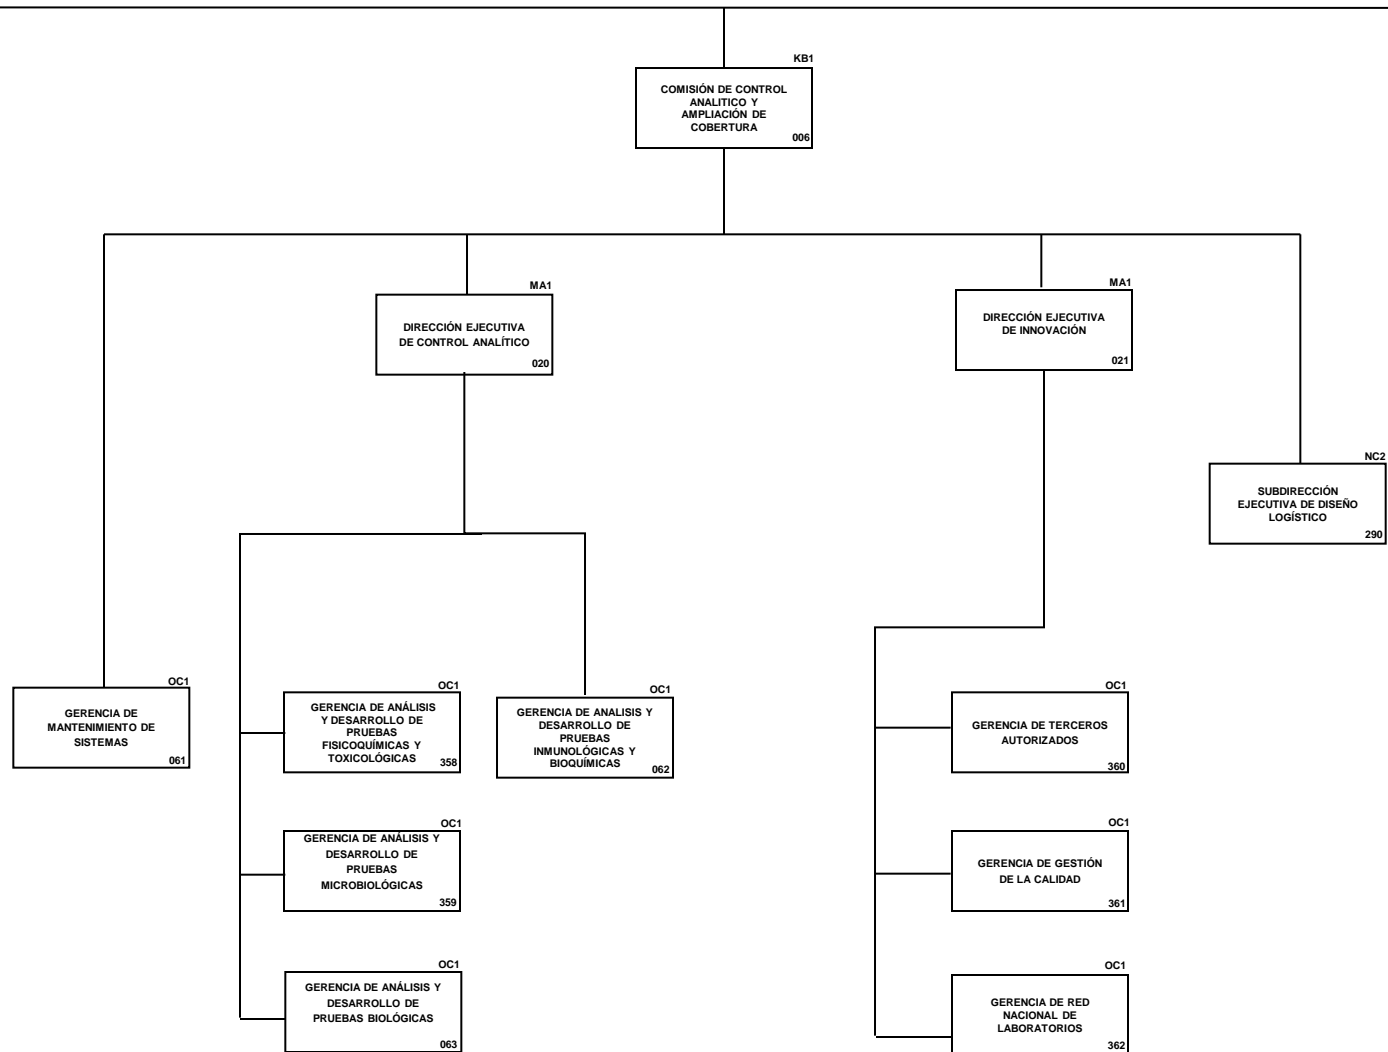 KB1
COMISIÓN DE CONTROL
ANALITICO Y
AMPLIACIÓN DE
COBERTURA
006
MA1
DIRECCIÓN EJECUTIVA
DE CONTROL ANALÍTICO
020
MA1
DIRECCIÓN EJECUTIVA
DE INNOVACIÓN
021
NC2
SUBDIRECCIÓN
EJECUTIVA DE DISEÑO
LOGÍSTICO
290
OC1
GERENCIA DE
MANTENIMIENTO DE
SISTEMAS
061
OC1
GERENCIA DE ANÁLISIS
Y DESARROLLO DE
PRUEBAS
FISICOQUÍMICAS Y
TOXICOLÓGICAS
358
OC1
GERENCIA DE ANALISIS Y
DESARROLLO DE
PRUEBAS
INMUNOLÓGICAS Y
BIOQUÍMICAS
062
OC1
GERENCIA DE TERCEROS
AUTORIZADOS
360
OC1
GERENCIA DE ANÁLISIS Y
DESARROLLO DE
PRUEBAS
MICROBIOLÓGICAS
359
OC1
GERENCIA DE GESTIÓN
DE LA CALIDAD
361
OC1
GERENCIA DE ANÁLISIS Y
DESARROLLO DE
PRUEBAS BIOLÓGICAS
063
OC1
GERENCIA DE RED
NACIONAL DE
LABORATORIOS
362